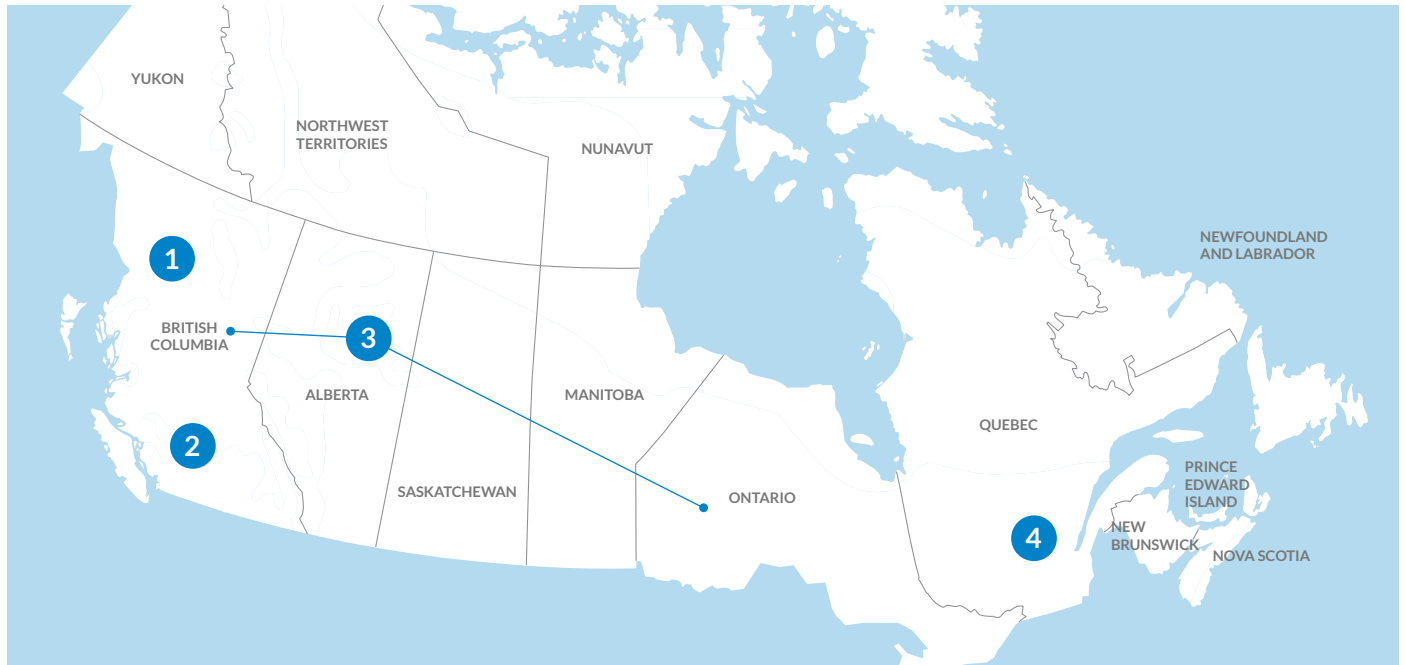 YUKON
NORTHWEST
TERRITORIES
NUNAVUT
NEWFOUNDLAND
AND LABRADOR
1
BRITISH
COLUMBIA
3
ALBERTA
MANITOBA
QUEBEC
2
SASKATCHEWAN
ONTARIO
PRINCE
EDWARD
ISLAND
4
NEW
BRUNSWICK
NOVA SCOTIA